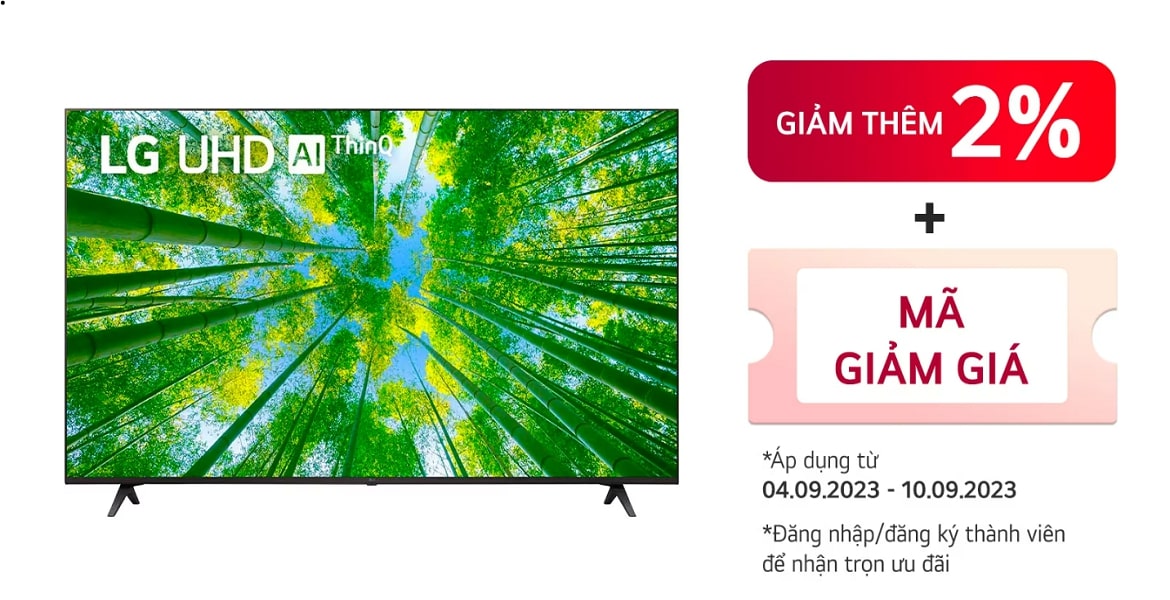 LG UHD AI ThinQ
GIẢM THÊM 2%
+
MÃ
GIẢM GIÁ
*Áp dụng từ
04.09.2023 - 10.09.2023
*Đăng nhập/đăng ký thành viên
để nhận trọn ưu đãi